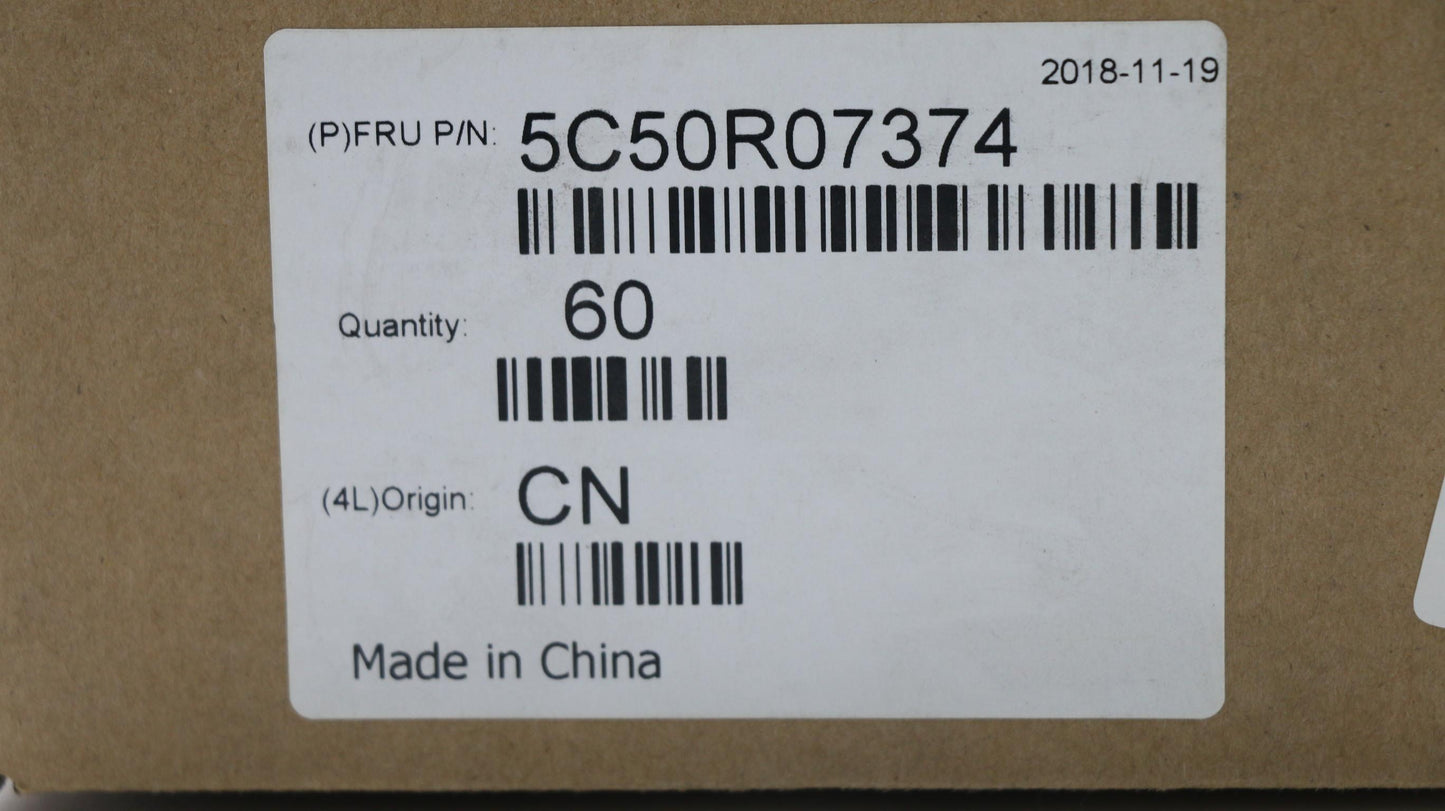 2018-11-19
(P)FRU P/N: 5C50R07374
Quantity: 60
(4L)Origin: CN
Made in China